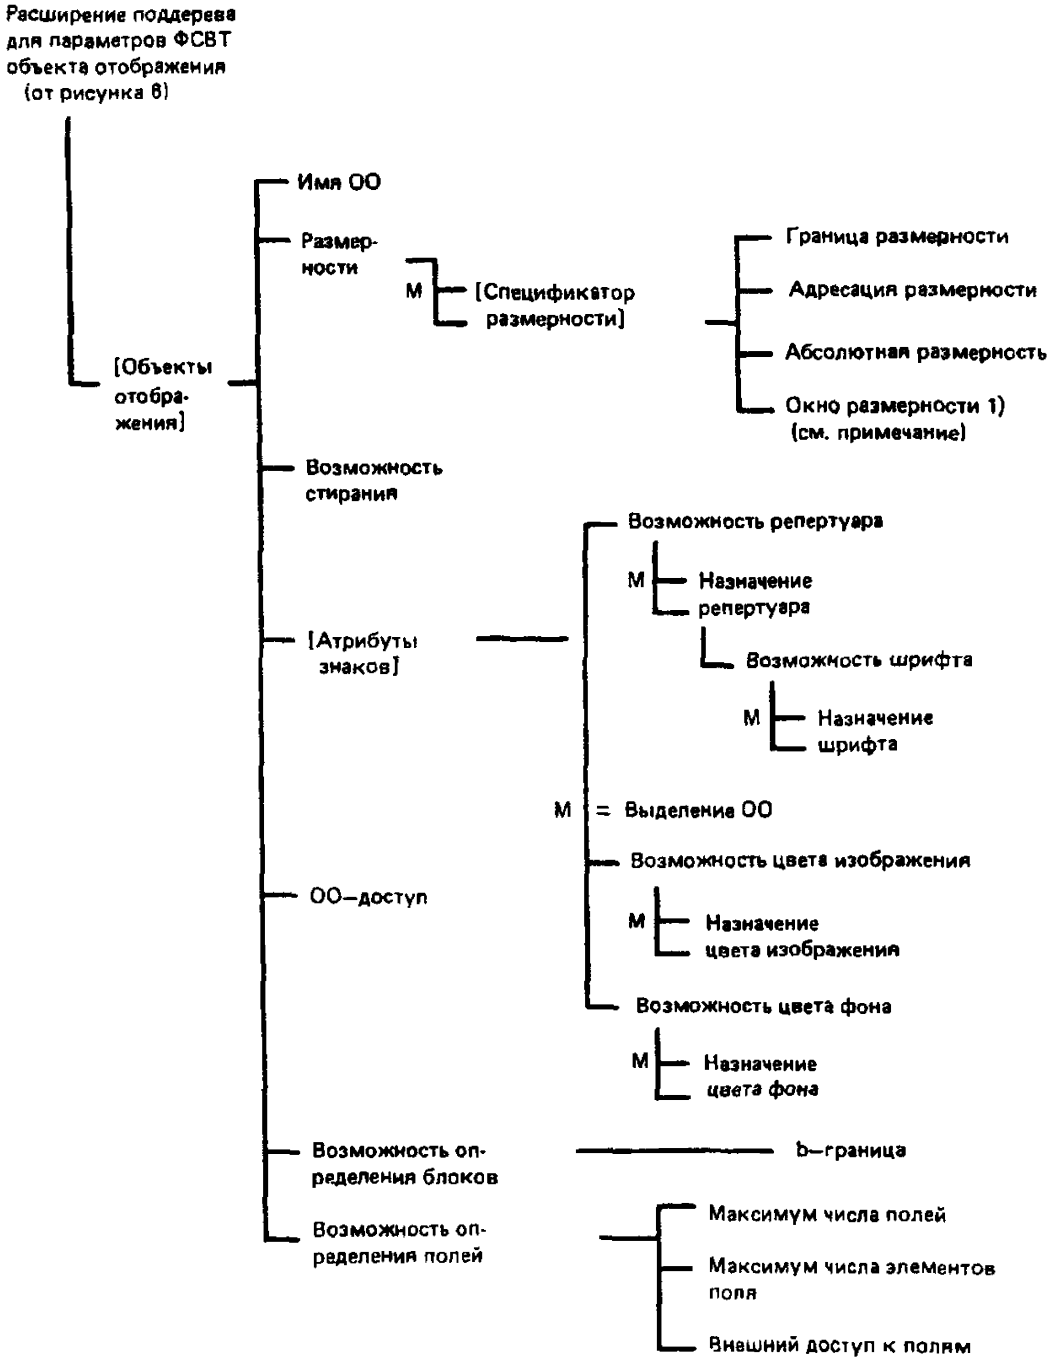 Расширение поддерева
для параметров ФСВТ
объекта отображения
(от рисунка 6)
Имя ОО
Размер-
ности
М
[Спецификатор
размерности]
Граница размерности
Адресация размерности
Абсолютная размерность
Окно размерности 1)
(см. примечание)
[Объекты
отобра-
жения]
Возможность
стирания
[Атрибуты
знаков]
Возможность репертуара
М
Назначение
репертуара
Возможность шрифта
М
Назначение
шрифта
М = Выделение ОО
Возможность цвета изображения
М
Назначение
цвета изображения
Возможность цвета фона
М
Назначение
цвета фона
ОО—доступ
Возможность оп-
ределения блоков
b—граница
Возможность оп-
ределения полей
Максимум числа полей
Максимум числа элементов
поля
Внешний доступ к полям